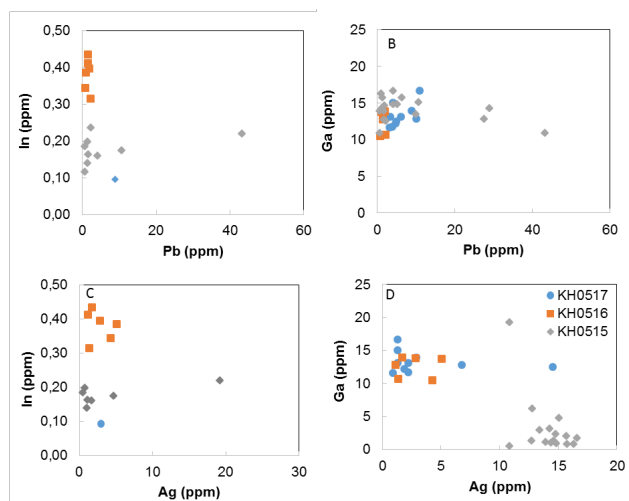 0,50
0,40
0,30
0,20
0,10
0,00
In (ppm)
0 20 40 60
Pb (ppm)
B
25
20
15
10
5
0
Ga (ppm)
0 20 40 60
Pb (ppm)
C
0,50
0,40
0,30
0,20
0,10
0,00
In (ppm)
0 10 20 30
Ag (ppm)
D
25
20
15
10
5
0
Ga (ppm)
0 5 10 15 20
Ag (ppm)
KH0517
KH0516
KH0515